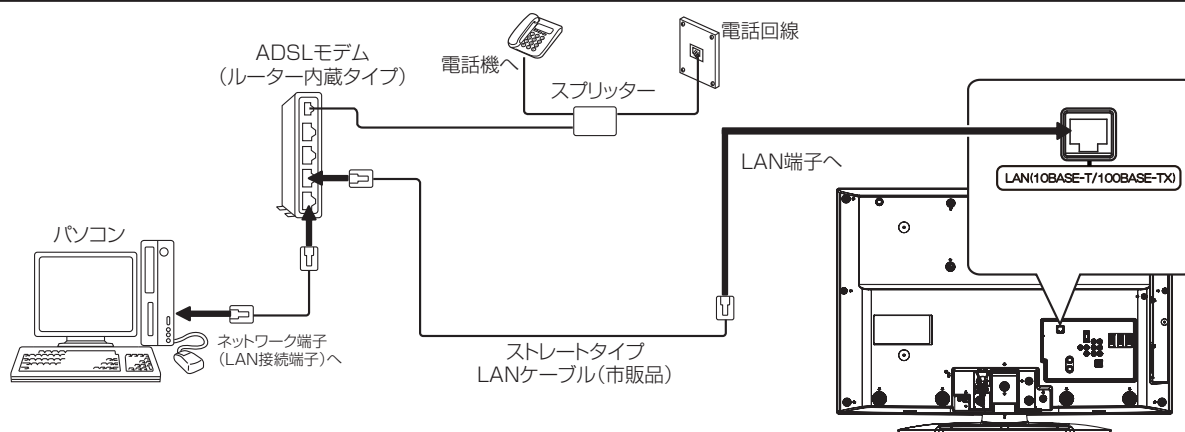 ADSLモデム
（ルーター内蔵タイプ）
電話機へ
電話回線
スプリッター
LAN端子へ
LAN(10BASE-T/100BASE-TX)
パソコン
ネットワーク端子
（LAN接続端子）へ
ストレートタイプ
LANケーブル（市販品）